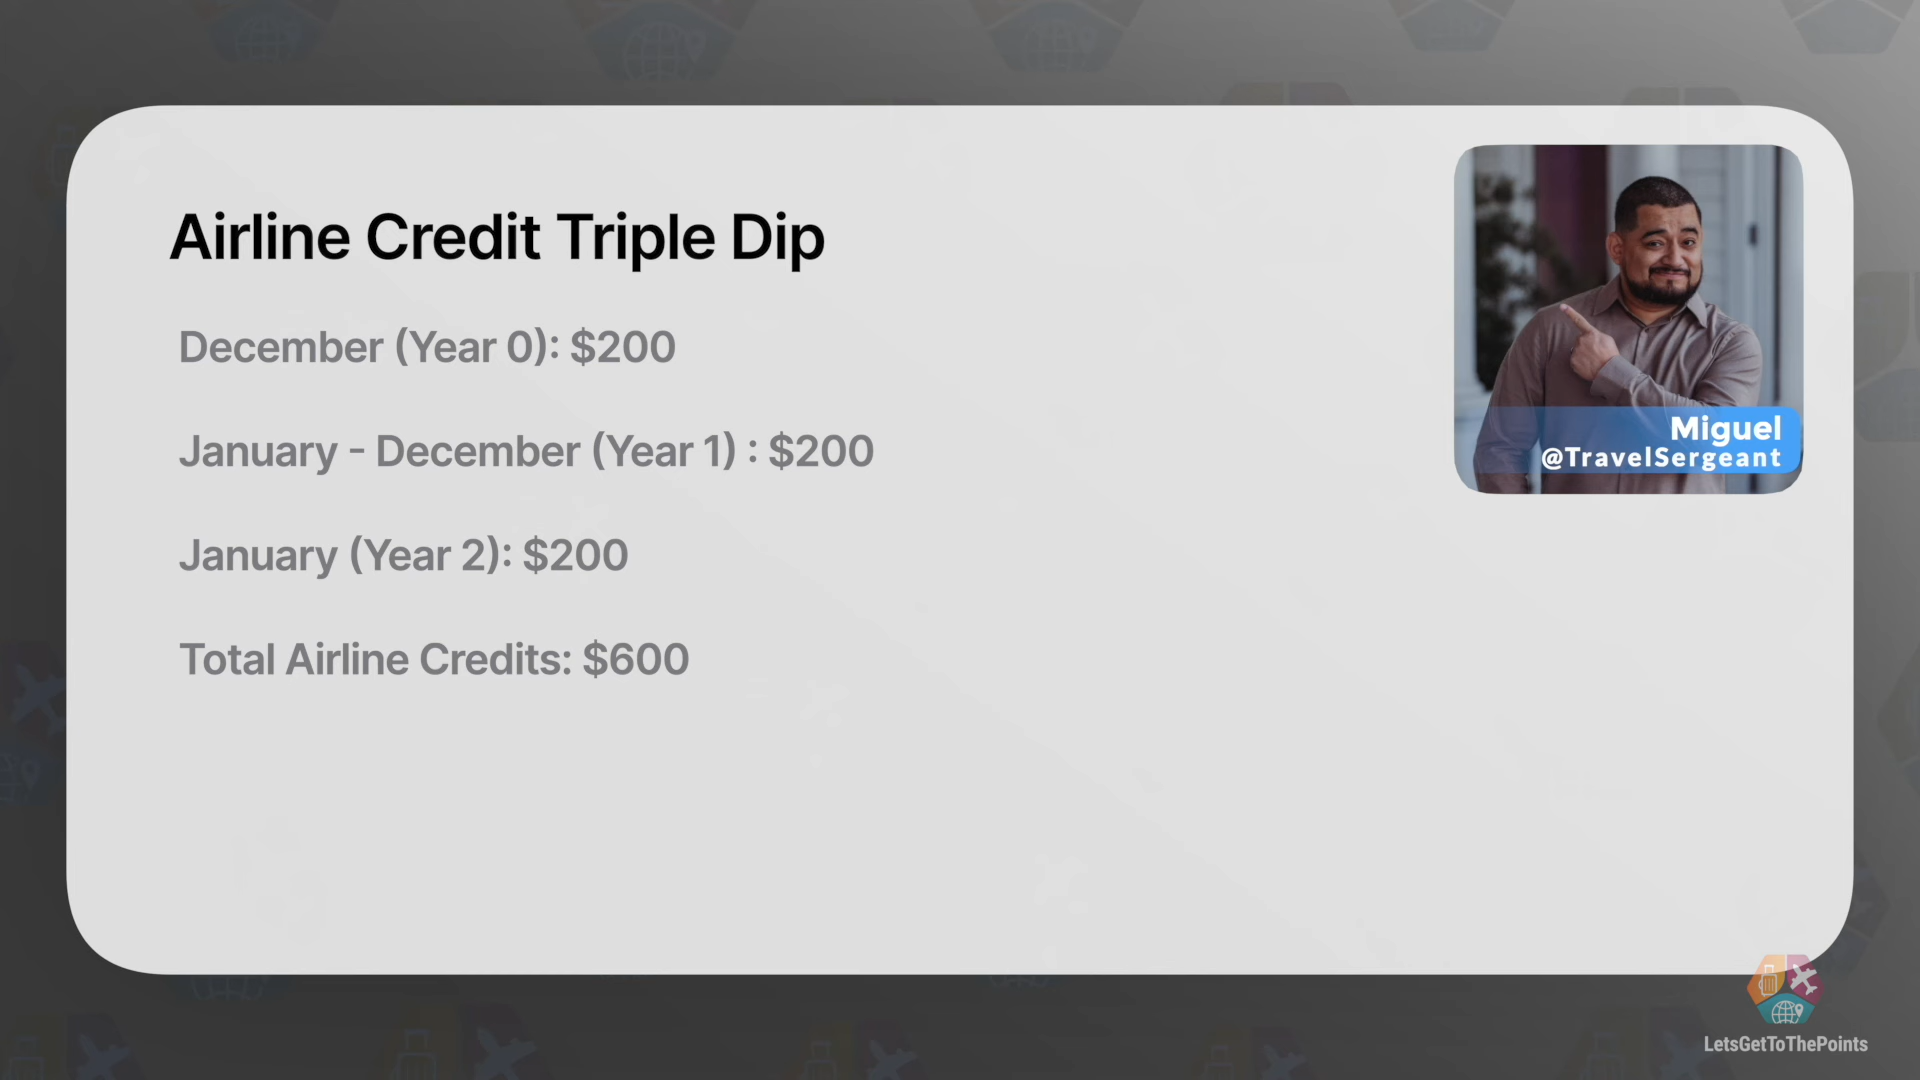 Airline Credit Triple Dip
December (Year 0): $200
January - December (Year 1) : $200
January (Year 2): $200
Total Airline Credits: $600
Miguel
@TravelSergeant
LetsGetToThePoints